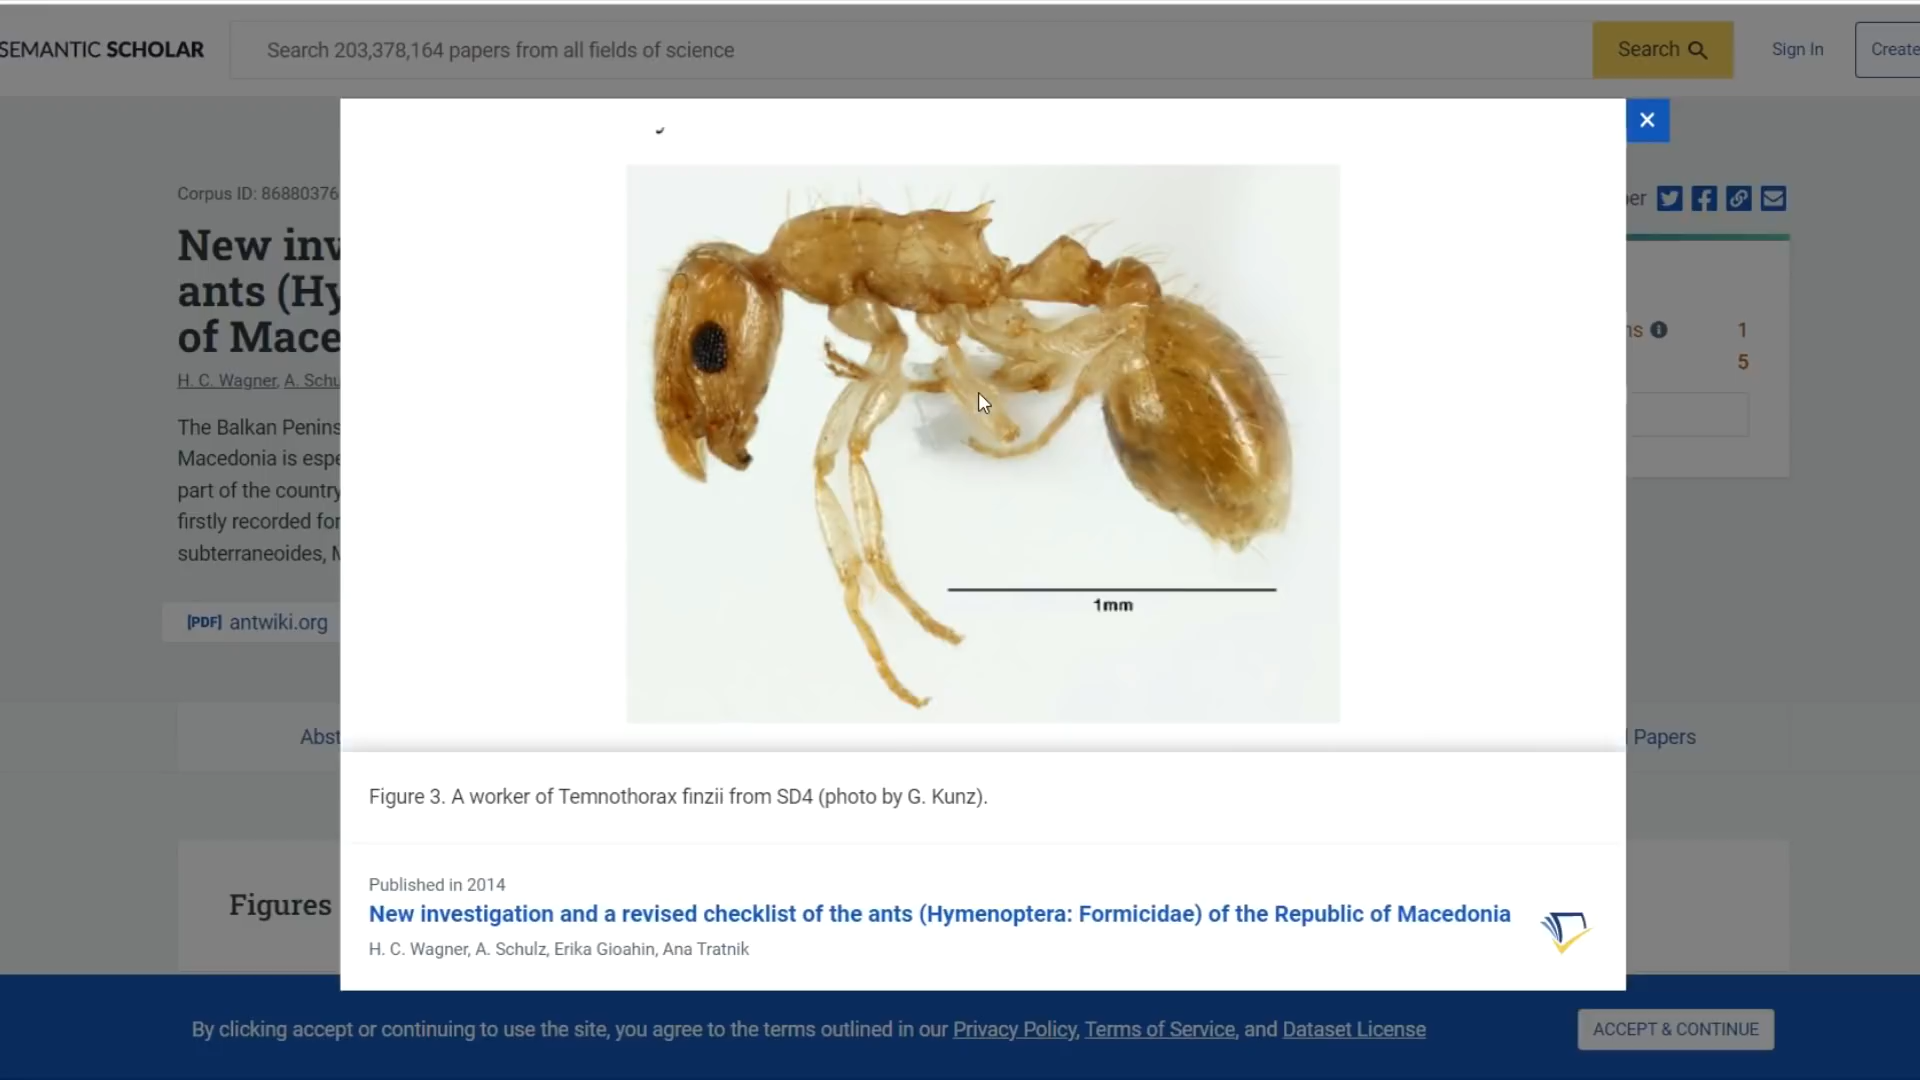 SEMANTIC SCHOLAR
Search 203,378,164 papers from all fields of science
Search
Sign In
Create
Corpus ID: 86880376
New inv
ants (Hy
of Mace
H. C. Wagner, A. Schu
The Balkan Penins
Macedonia is espe
part of the country
firstly recorded for
subterraneoides, M
[PDF] antwiki.org
1
5
1mm
Abst
Papers
Figure 3. A worker of Temnothorax finzii from SD4 (photo by G. Kunz).
Figures
Published in 2014
New investigation and a revised checklist of the ants (Hymenoptera: Formicidae) of the Republic of Macedonia
H. C. Wagner, A. Schulz, Erika Gioahin, Ana Tratnik
By clicking accept or continuing to use the site, you agree to the terms outlined in our Privacy Policy, Terms of Service, and Dataset License
ACCEPT & CONTINUE